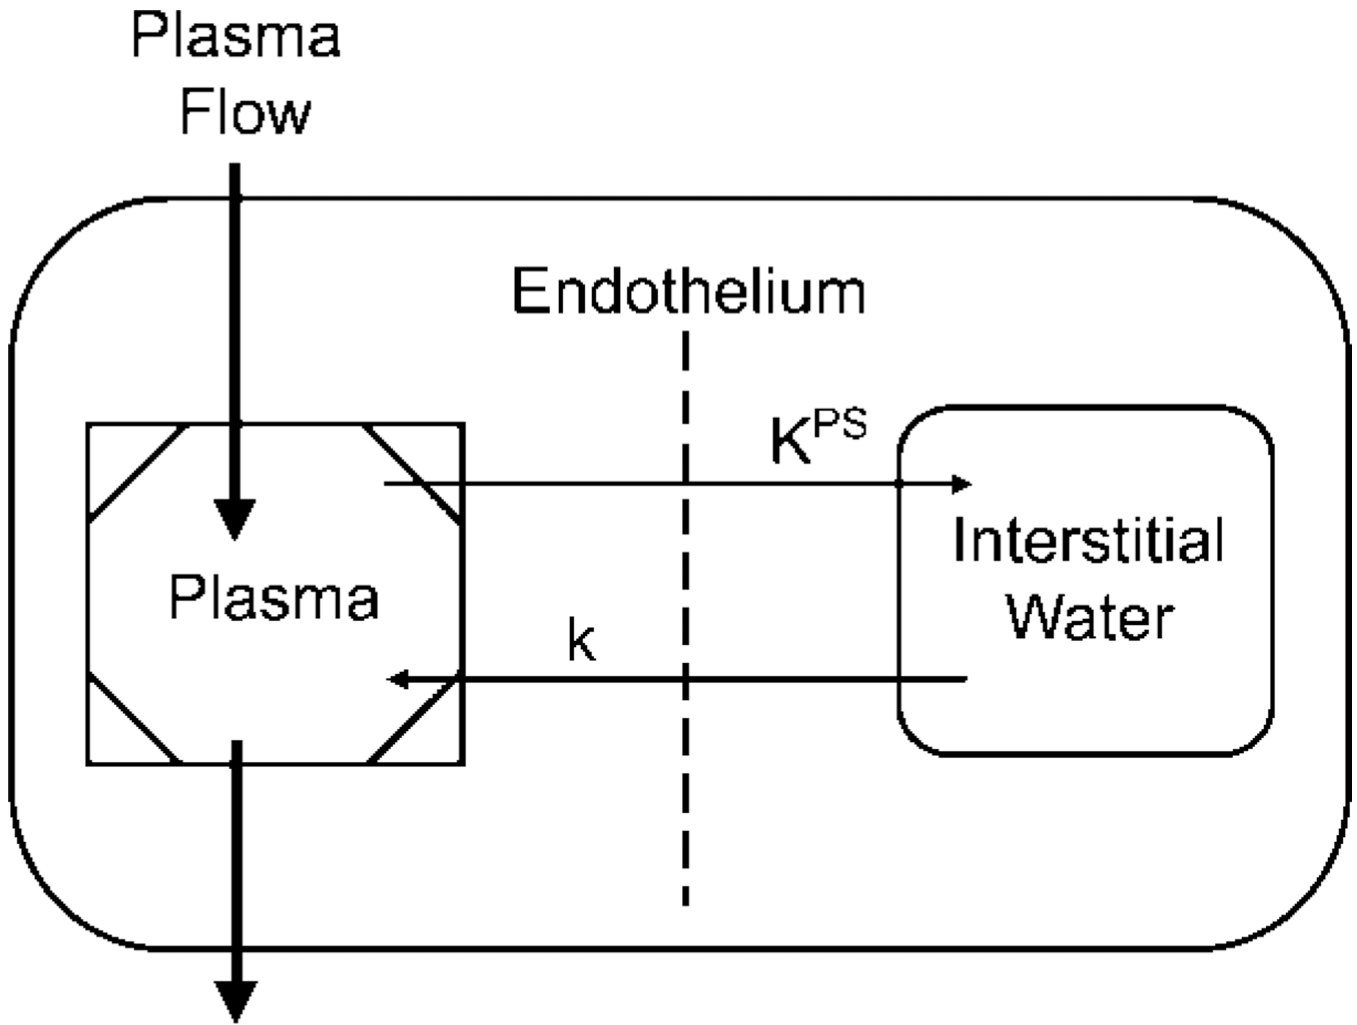 Plasma
Flow
Endothelium
K^PS
Interstitial
Water
Plasma
k